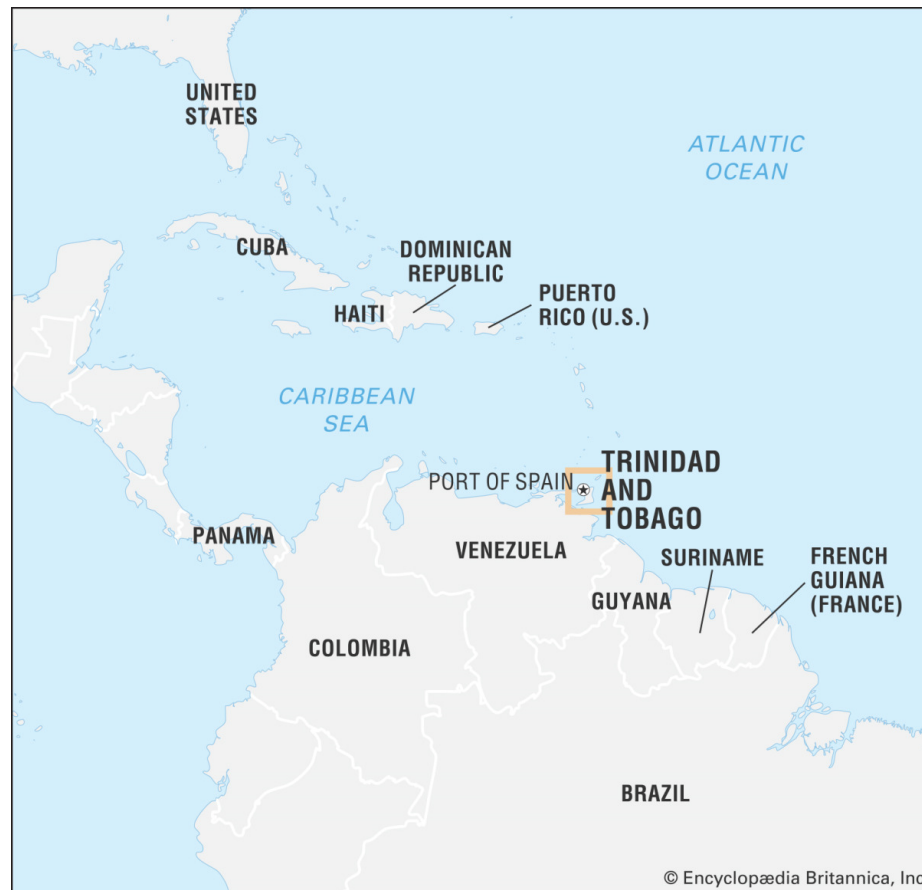 UNITED
STATES
ATLANTIC
OCEAN
CUBA
DOMINICAN
REPUBLIC
HAITI
PUERTO
RICO (U.S.)
CARIBBEAN
SEA
PORT OF SPAIN
TRINIDAD
AND
TOBAGO
PANAMA
VENEZUELA
SURINAME
FRENCH
GUIANA
(FRANCE)
GUYANA
COLOMBIA
BRAZIL
© Encyclopædia Britannica, Inc